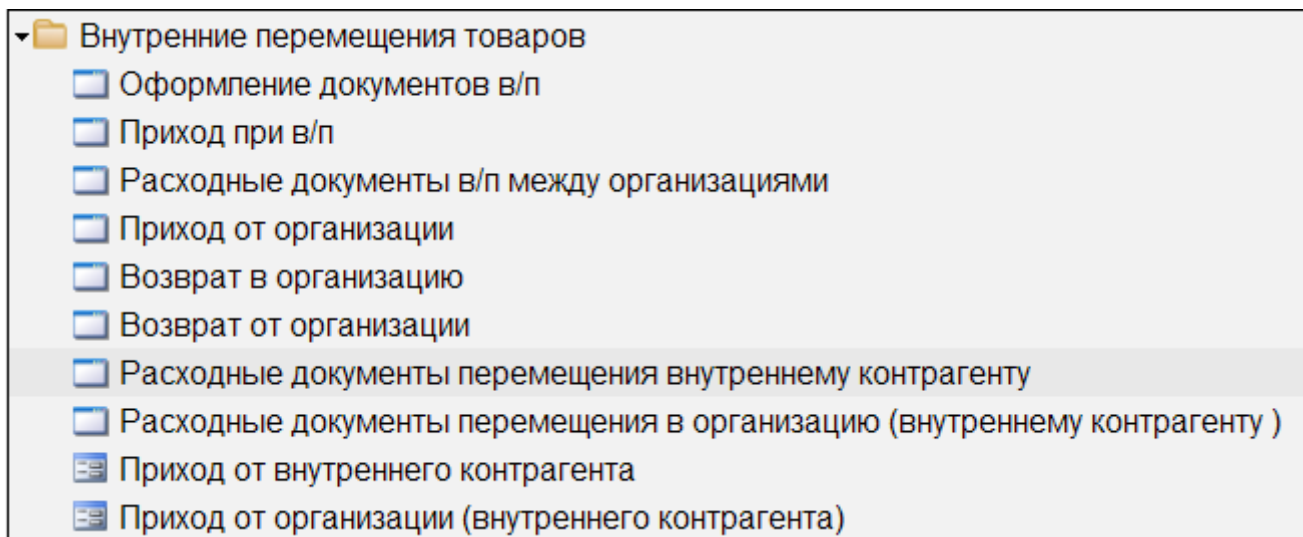 Внутренние перемещения товаров
Оформление документов в/п
Приход при в/п
Расходные документы в/п между организациями
Приход от организации
Возврат в организацию
Возврат от организации
Расходные документы перемещения внутреннему контрагенту
Расходные документы перемещения в организацию (внутреннему контрагенту )
Приход от внутреннего контрагента
Приход от организации (внутреннего контрагента)